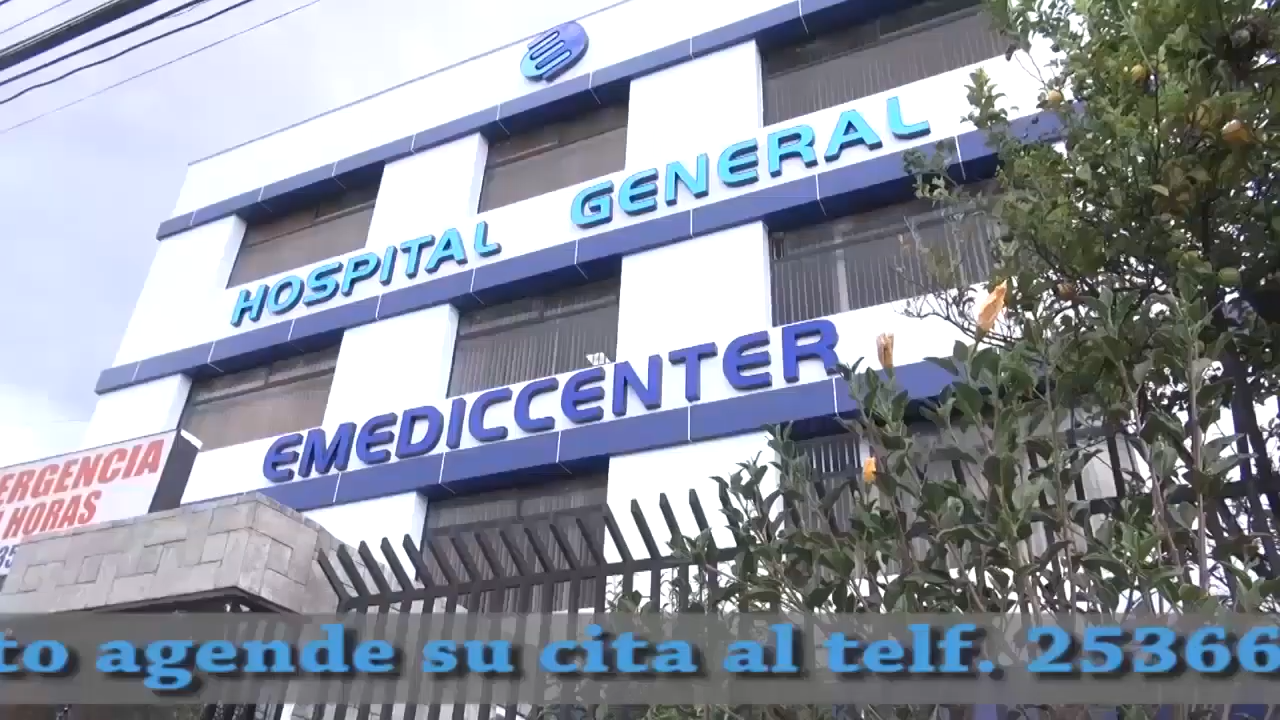 HOSPITAL GENERAL
EMEDICCENTER
ERGENCIA
HORAS
to agende su cita al telf. 25366